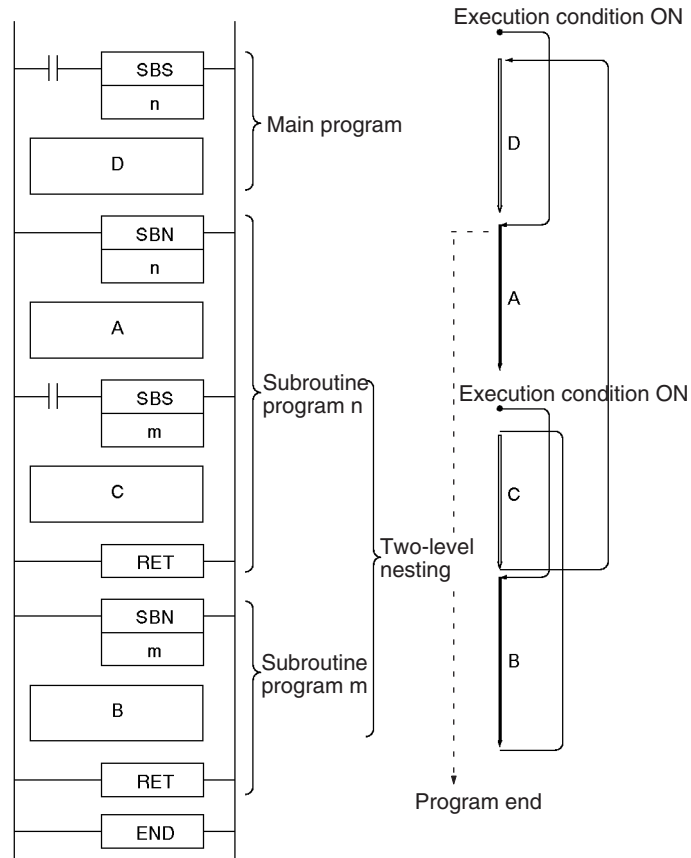 Execution condition ON
SBS
n
Main program
D
D
SBN
n
A
A
Subroutine
program n
SBS
m
Execution condition ON
C
C
Two-level
nesting
RET
SBN
m
Subroutine
program m
B
B
RET
Program end
END